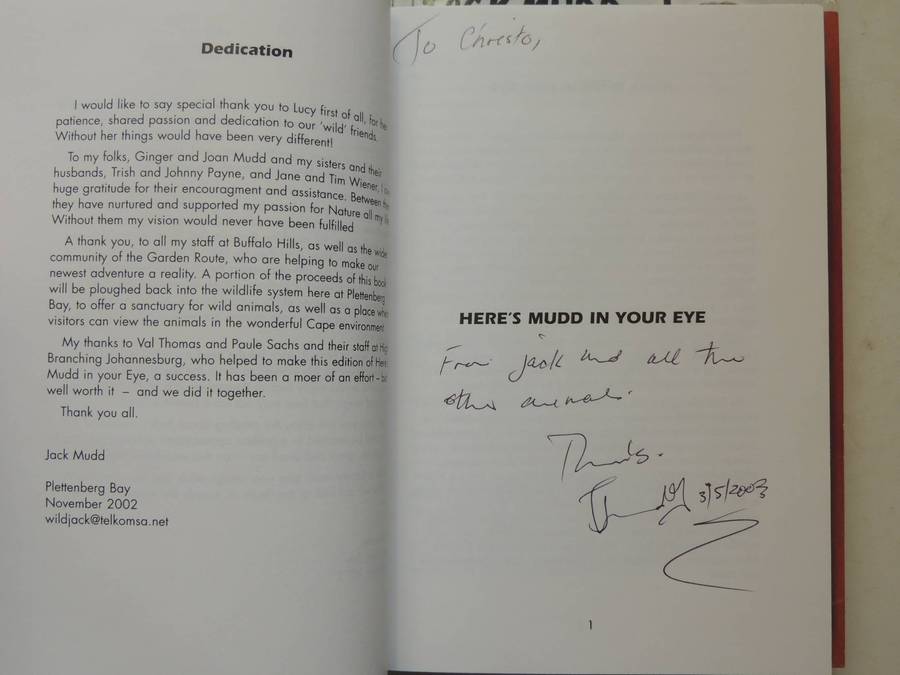 Dedication
I would like to say special thank you to Lucy first of all, for her
patience, shared passion and dedication to our 'wild' friends.
Without her things would have been very different!
To my folks, Ginger and Joan Mudd and my sisters and their
husbands, Trish and Johnny Payne, and Jane and Tim Wiener, I
huge gratitude for their encouragment and assistance. Between
they have nurtured and supported my passion for Nature all my
Without them my vision would never have been fulfilled
A thank you, to all my staff at Buffalo Hills, as well as the wider
community of the Garden Route, who are helping to make our
newest adventure a reality. A portion of the proceeds of this book
will be ploughed back into the wildlife system here at Plettenberg
Bay, to offer a sanctuary for wild animals, as well as a place where
visitors can view the animals in the wonderful Cape environment
My thanks to Val Thomas and Paule Sachs and their staff at
Branching Johannesburg, who helped to make this edition of Here's
Mudd in your Eye, a success. It has been a moer of an effort – but
well worth it – and we did it together.
Thank you all.
Jack Mudd
Plettenberg Bay
November 2002
wildjack@telkomsa.net
JACK MUDD
To Christo,
HERE'S MUDD IN YOUR EYE
From jack and all the
other animals.
Thanks.
3/5/2003
1